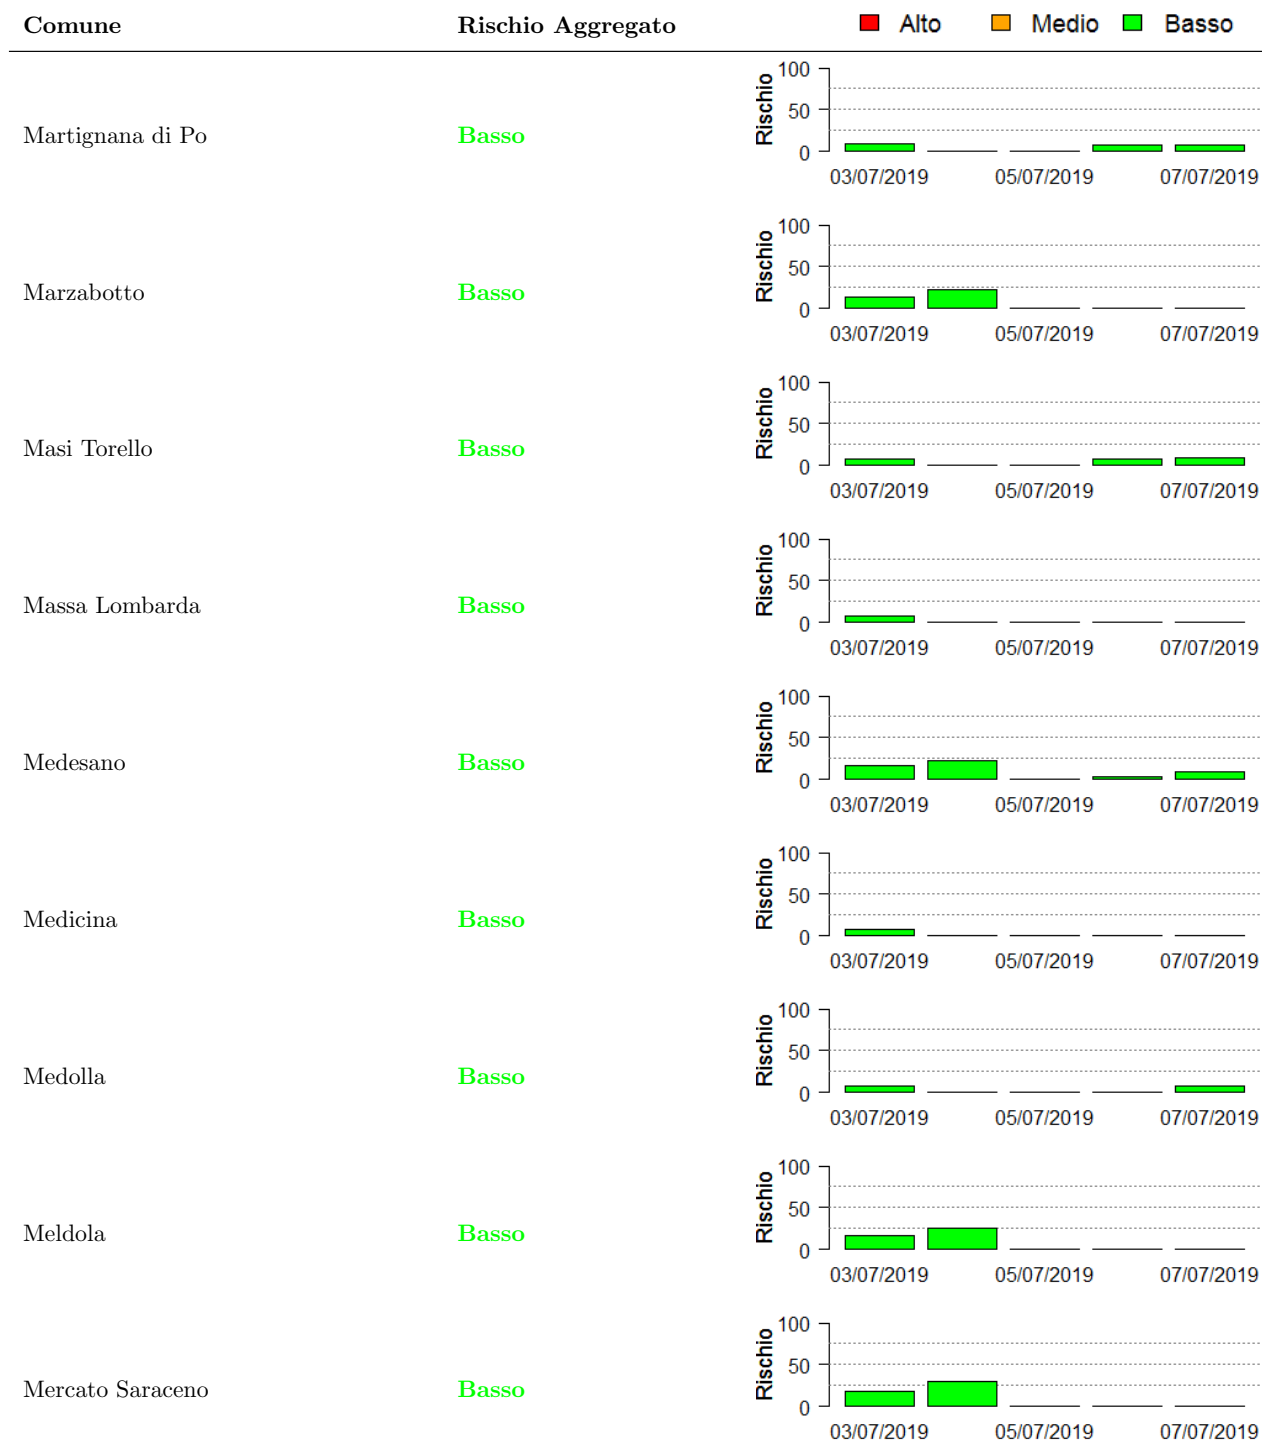 Comune Rischio Aggregato Alto Medio Basso
Martignana di Po Basso Rischio 100 50 0
03/07/2019 05/07/2019 07/07/2019
Marzabotto Basso Rischio 100 50 0
03/07/2019 05/07/2019 07/07/2019
Masi Torello Basso Rischio 100 50 0
03/07/2019 05/07/2019 07/07/2019
Massa Lombarda Basso Rischio 100 50 0
03/07/2019 05/07/2019 07/07/2019
Medesano Basso Rischio 100 50 0
03/07/2019 05/07/2019 07/07/2019
Medicina Basso Rischio 100 50 0
03/07/2019 05/07/2019 07/07/2019
Medolla Basso Rischio 100 50 0
03/07/2019 05/07/2019 07/07/2019
Meldola Basso Rischio 100 50 0
03/07/2019 05/07/2019 07/07/2019
Mercato Saraceno Basso Rischio 100 50 0
03/07/2019 05/07/2019 07/07/2019